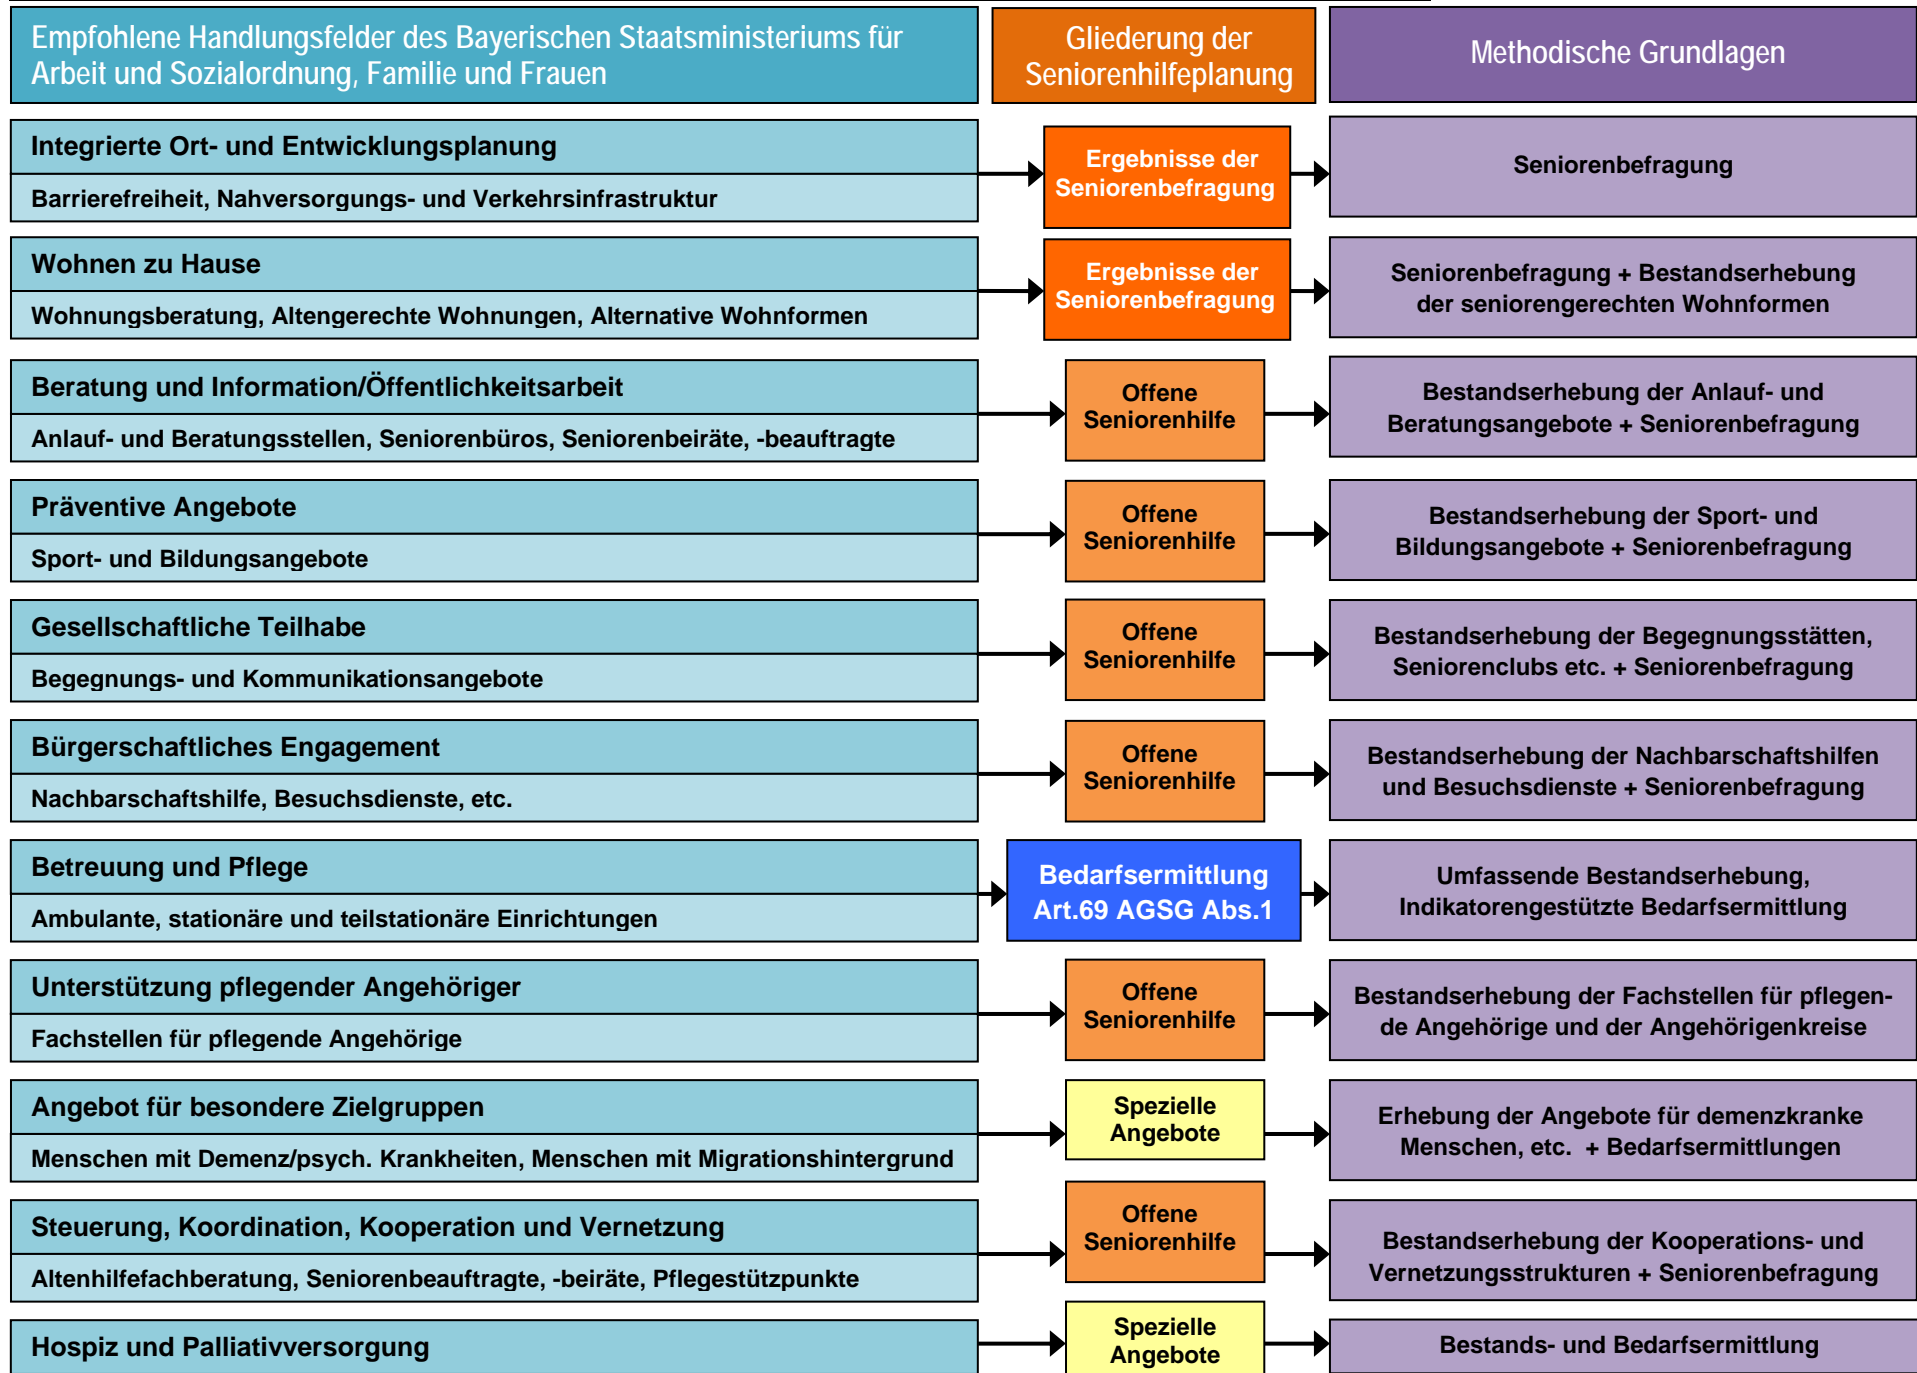 Empfohlene Handlungsfelder des Bayerischen Staatsministeriums für
Arbeit und Sozialordnung, Familie und Frauen
Gliederung der
Seniorenhilfeplanung
Methodische Grundlagen
Integrierte Ort- und Entwicklungsplanung
Barrierefreiheit, Nahversorgungs- und Verkehrsinfrastruktur
Ergebnisse der
Seniorenbefragung
Seniorenbefragung
Wohnen zu Hause
Wohnungsberatung, Altengerechte Wohnungen, Alternative Wohnformen
Ergebnisse der
Seniorenbefragung
Seniorenbefragung + Bestandserhebung
der seniorengerechten Wohnformen
Beratung und Information/Öffentlichkeitsarbeit
Anlauf- und Beratungsstellen, Seniorenbüros, Seniorenbeiräte, -beauftragte
Offene
Seniorenhilfe
Bestandserhebung der Anlauf- und
Beratungsangebote + Seniorenbefragung
Präventive Angebote
Sport- und Bildungsangebote
Offene
Seniorenhilfe
Bestandserhebung der Sport- und
Bildungsangebote + Seniorenbefragung
Gesellschaftliche Teilhabe
Begegnungs- und Kommunikationsangebote
Offene
Seniorenhilfe
Bestandserhebung der Begegnungsstätten,
Seniorenclubs etc. + Seniorenbefragung
Bürgerschaftliches Engagement
Nachbarschaftshilfe, Besuchsdienste, etc.
Offene
Seniorenhilfe
Bestandserhebung der Nachbarschaftshilfen
und Besuchsdienste + Seniorenbefragung
Betreuung und Pflege
Ambulante, stationäre und teilstationäre Einrichtungen
Bedarfsermittlung
Art.69 AGSG Abs.1
Umfassende Bestandserhebung,
Indikatorengestützte Bedarfsermittlung
Unterstützung pflegender Angehöriger
Fachstellen für pflegende Angehörige
Offene
Seniorenhilfe
Bestandserhebung der Fachstellen für pflegen-
de Angehörige und der Angehörigenkreise
Angebot für besondere Zielgruppen
Menschen mit Demenz/psych. Krankheiten, Menschen mit Migrationshintergrund
Spezielle
Angebote
Erhebung der Angebote für demenzkranke
Menschen, etc. + Bedarfsermittlungen
Steuerung, Koordination, Kooperation und Vernetzung
Altenhilfefachberatung, Seniorenbeauftragte, -beiräte, Pflegestützpunkte
Offene
Seniorenhilfe
Bestandserhebung der Kooperations- und
Vernetzungsstrukturen + Seniorenbefragung
Hospiz und Palliativversorgung
Spezielle
Angebote
Bestands- und Bedarfsermittlung